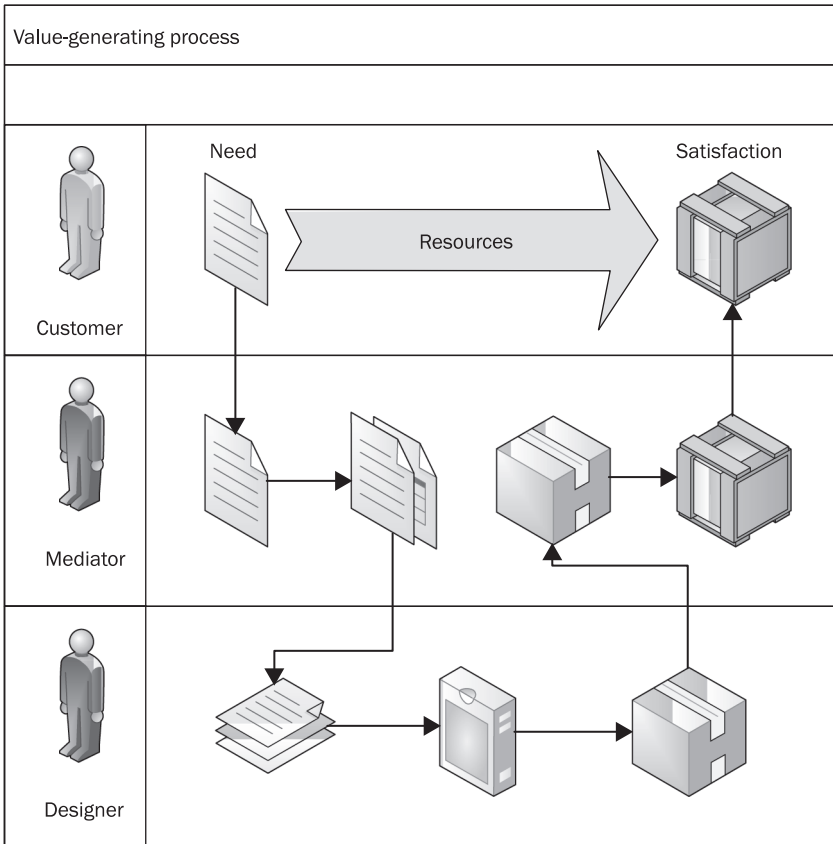 Value-generating process
Need
Satisfaction
Resources
Customer
Mediator
Designer